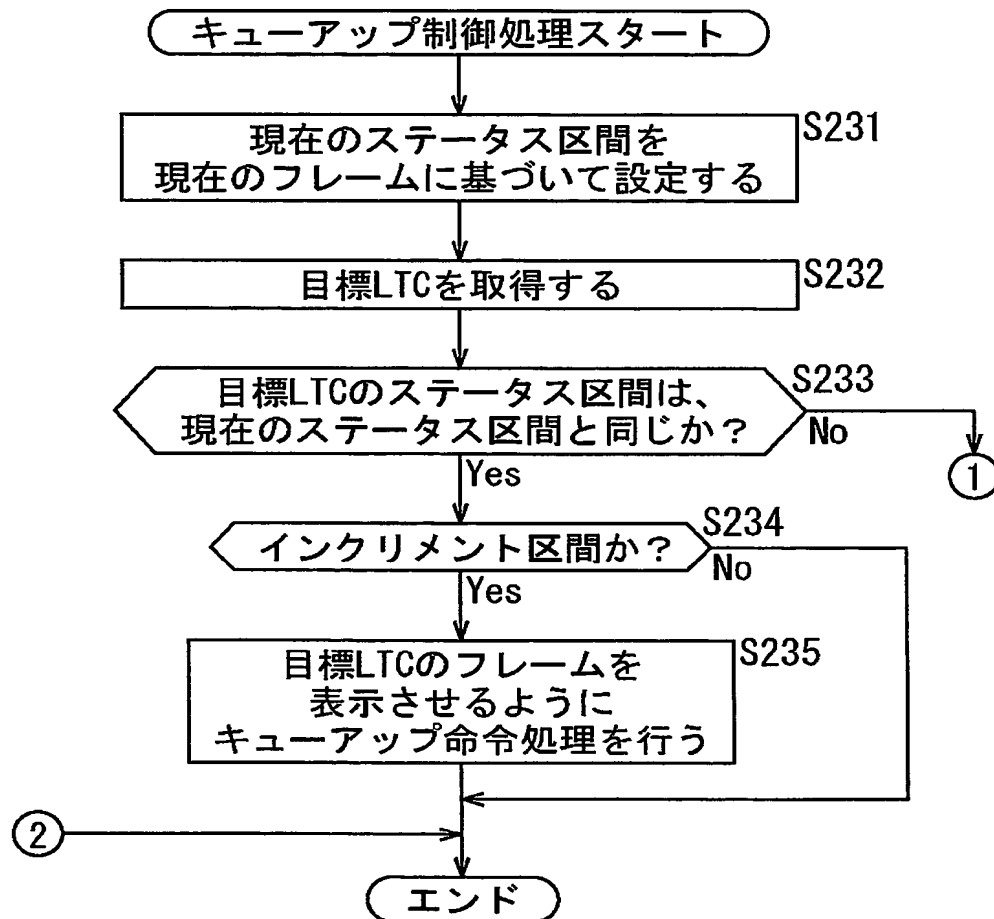 キューアップ制御処理スタート
現在のステータス区間を
現在のフレームに基づいて設定する
S231
目標LTCを取得する
S232
目標LTCのステータス区間は、
現在のステータス区間と同じか?
S233
No
①
Yes
インクリメント区間か?
S234
No
Yes
目標LTCのフレームを
表示させるように
キューアップ命令処理を行う
S235
②
エンド